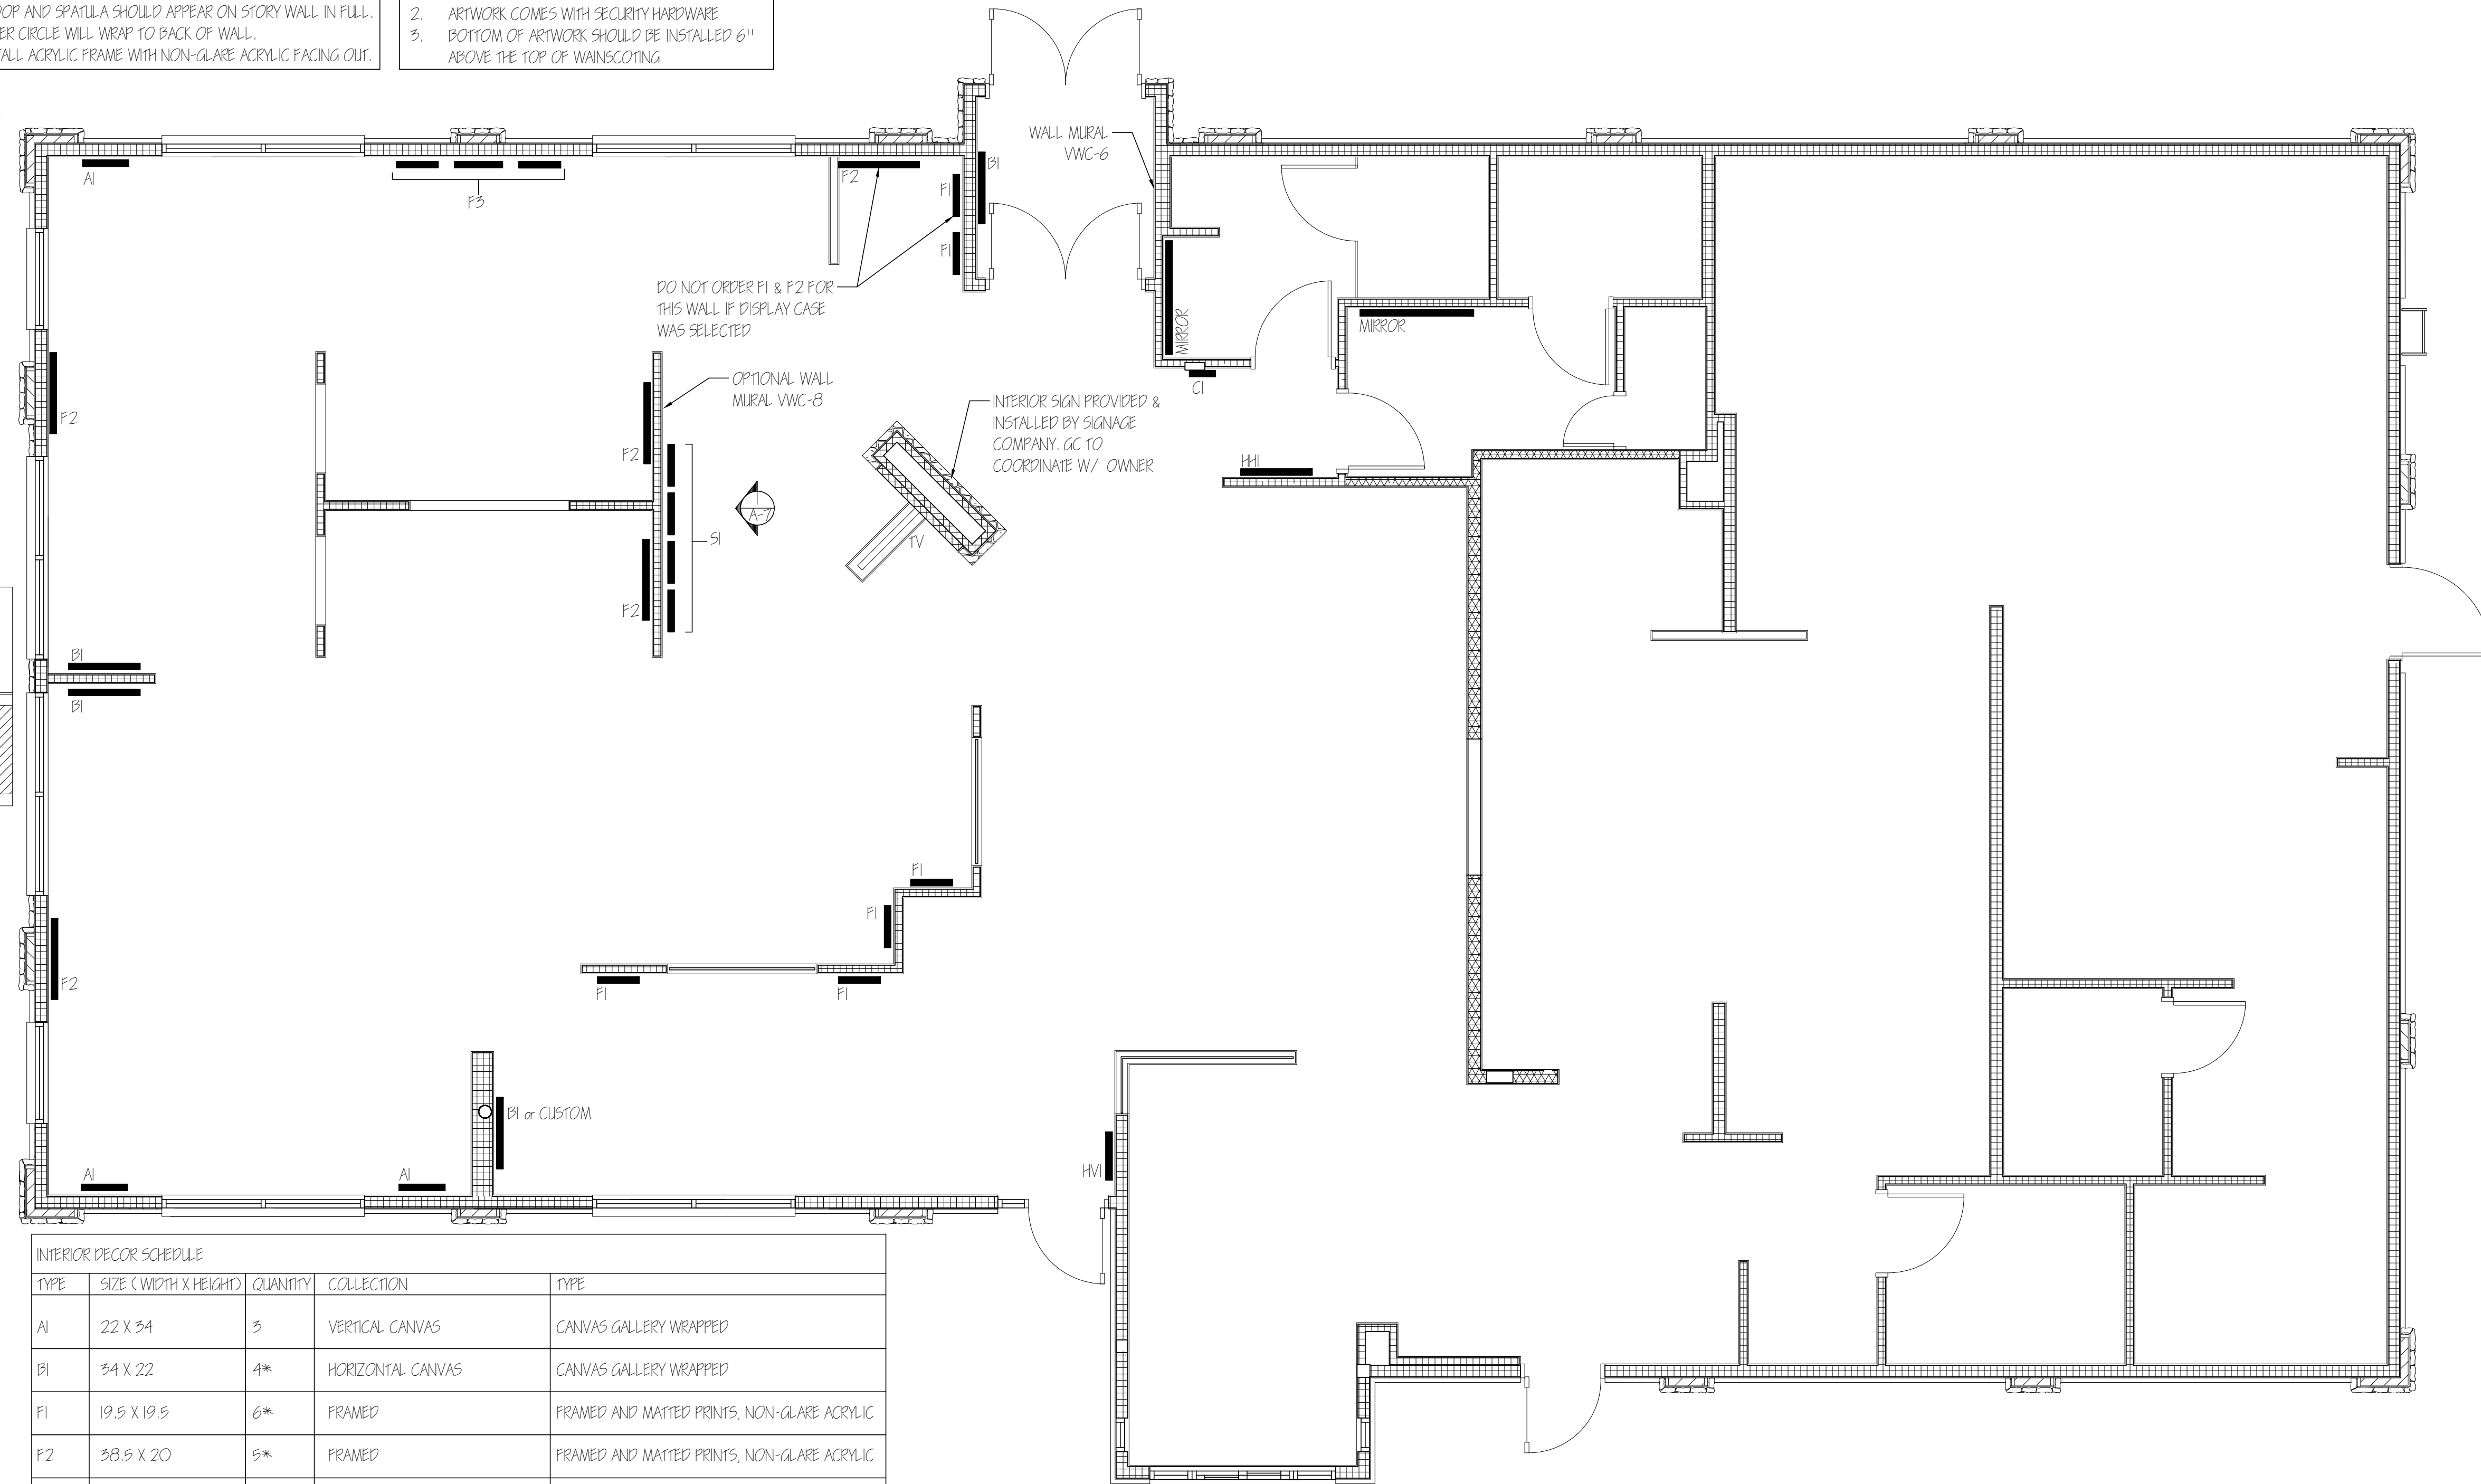 AND SPATULA SHOULD APPEAR ON STORY WALL IN FULL.
CIRCLE WILL WRAP TO BACK OF WALL.
ACRYLIC FRAME WITH NON-GLARE ACRYLIC FACING OUT.
2. ARTWORK COMES WITH SECURITY HARDWARE
3. BOTTOM OF ARTWORK SHOULD BE INSTALLED 6"
ABOVE THE TOP OF WAINSCOTING
WALL MURAL
VWC-6
A1
F3
F2
F1
B1
F1
DO NOT ORDER F1 & F2 FOR
THIS WALL IF DISPLAY CASE
WAS SELECTED
MIRROR
MIRROR
C1
OPTIONAL WALL
MURAL VWC-8
INTERIOR SIGN PROVIDED &
INSTALLED BY SIGNAGE
COMPANY. GC TO
COORDINATE W/ OWNER
F2
F2
HH1
1
A-7
S1
TV
F2
B1
B1
F1
F1
F2
F1
F1
B1 or CUSTOM
A1
A1
HV1
INTERIOR DECOR SCHEDULE
TYPE SIZE (WIDTH X HEIGHT) QUANTITY COLLECTION TYPE
A1 22 X 34 3 VERTICAL CANVAS CANVAS GALLERY WRAPPED
B1 34 X 22 4* HORIZONTAL CANVAS CANVAS GALLERY WRAPPED
F1 19.5 X 19.5 6* FRAMED FRAMED AND MATTED PRINTS, NON-GLARE ACRYLIC
F2 38.5 X 20 5* FRAMED FRAMED AND MATTED PRINTS, NON-GLARE ACRYLIC